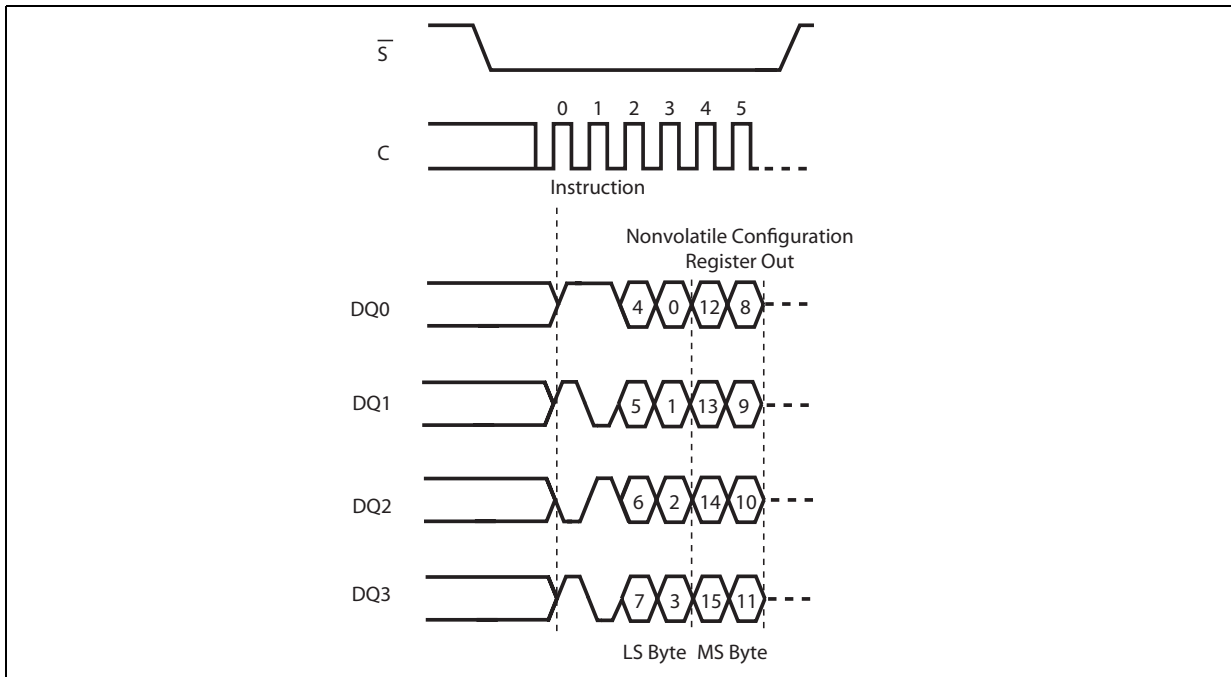 S
0 1 2 3 4 5
C
Instruction
Nonvolatile Configuration
Register Out
DQ0
4 0 12 8
DQ1
5 1 13 9
DQ2
6 2 14 10
DQ3
7 3 15 11
LS Byte MS Byte